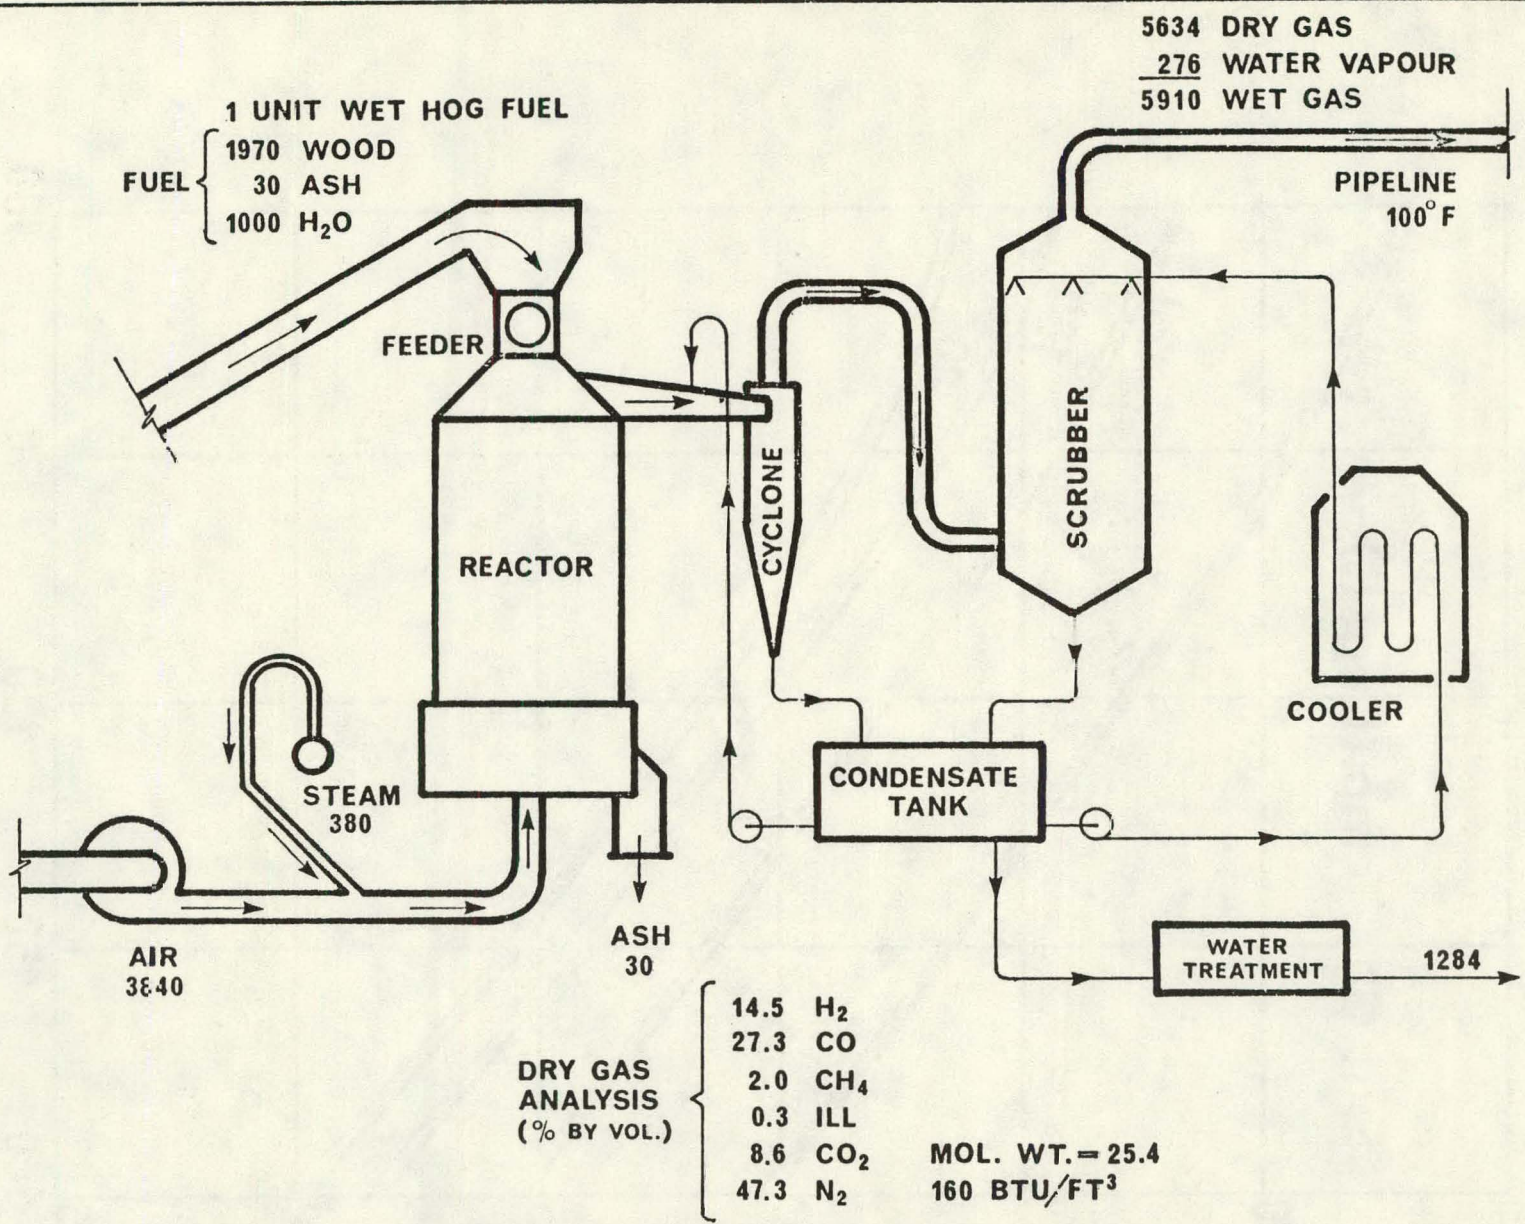 5634 DRY GAS
276 WATER VAPOUR
5910 WET GAS
1 UNIT WET HOG FUEL
1970 WOOD
FUEL
30 ASH
1000 H₂O
PIPELINE
100°F
FEEDER
SCRUBBER
CYCLONE
REACTOR
COOLER
CONDENSATE
TANK
STEAM
380
AIR
3840
ASH
30
WATER
TREATMENT
1284
DRY GAS
ANALYSIS
(% BY VOL.)
14.5 H₂
27.3 CO
2.0 CH₄
0.3 ILL
8.6 CO₂
47.3 N₂
MOL. WT.= 25.4
160 BTU/FT³